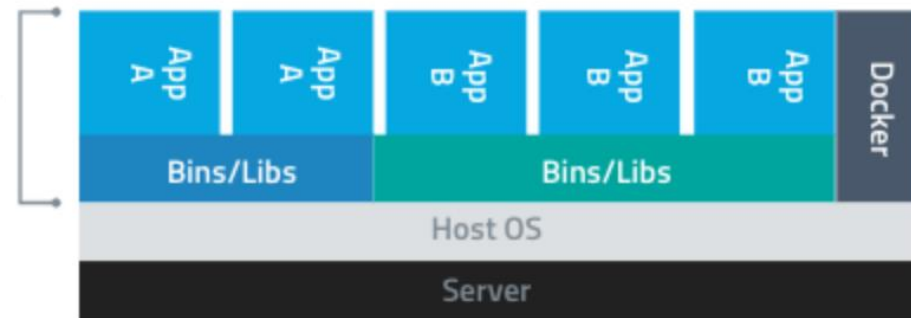 App A
App A
App B
App B
App B
Docker
Bins/Libs
Bins/Libs
Host OS
Server